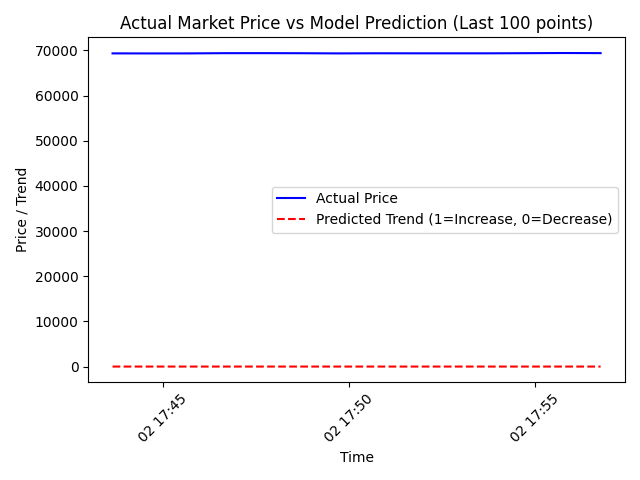 Actual Market Price vs Model Prediction (Last 100 points)
70000
60000
50000
40000
30000
20000
10000
0
Price / Trend
Actual Price
Predicted Trend (1=Increase, 0=Decrease)
02 17:45
02 17:50
02 17:55
Time